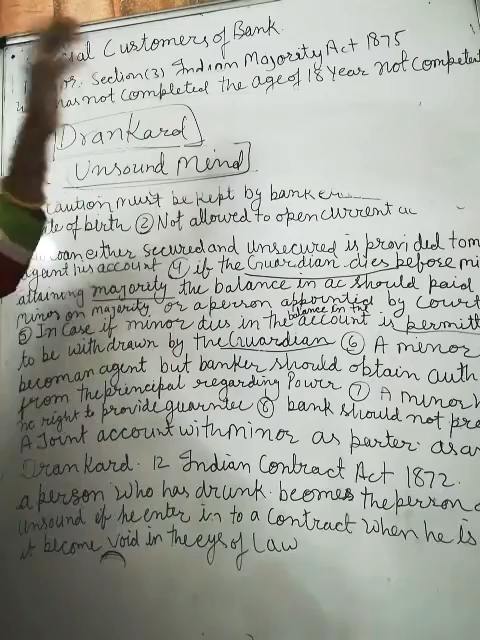 Customers of Bank
Section(3) Indian Majority Act 1875
has not completed the age of 18 Year not Competent
Drankard
Unsound Mind
caution must be kept by banker
of birth ② Not allowed to open current ac
either secured and unsecured is provided to
against his account ④ if the Guardian dies before
attaining majority the balance in ac should paid
minor on majority or a person appointed by Court
⑤ In Case if minor dies in the balance in the account is permitt
to be withdrawn by the Guardian ⑥ A minor
becoman agent but banker should obtain auth
from the principal regarding Power ⑦ A minor h
no right to provide guarntee ⑧ bank should not pre
A Joint account with minor as parter as a
Drankard. 12 Indian Contract Act 1872.
a person who has drunk becomes the person
unsound if he enter in to a Contract when he is
it become void in the eyes of Law